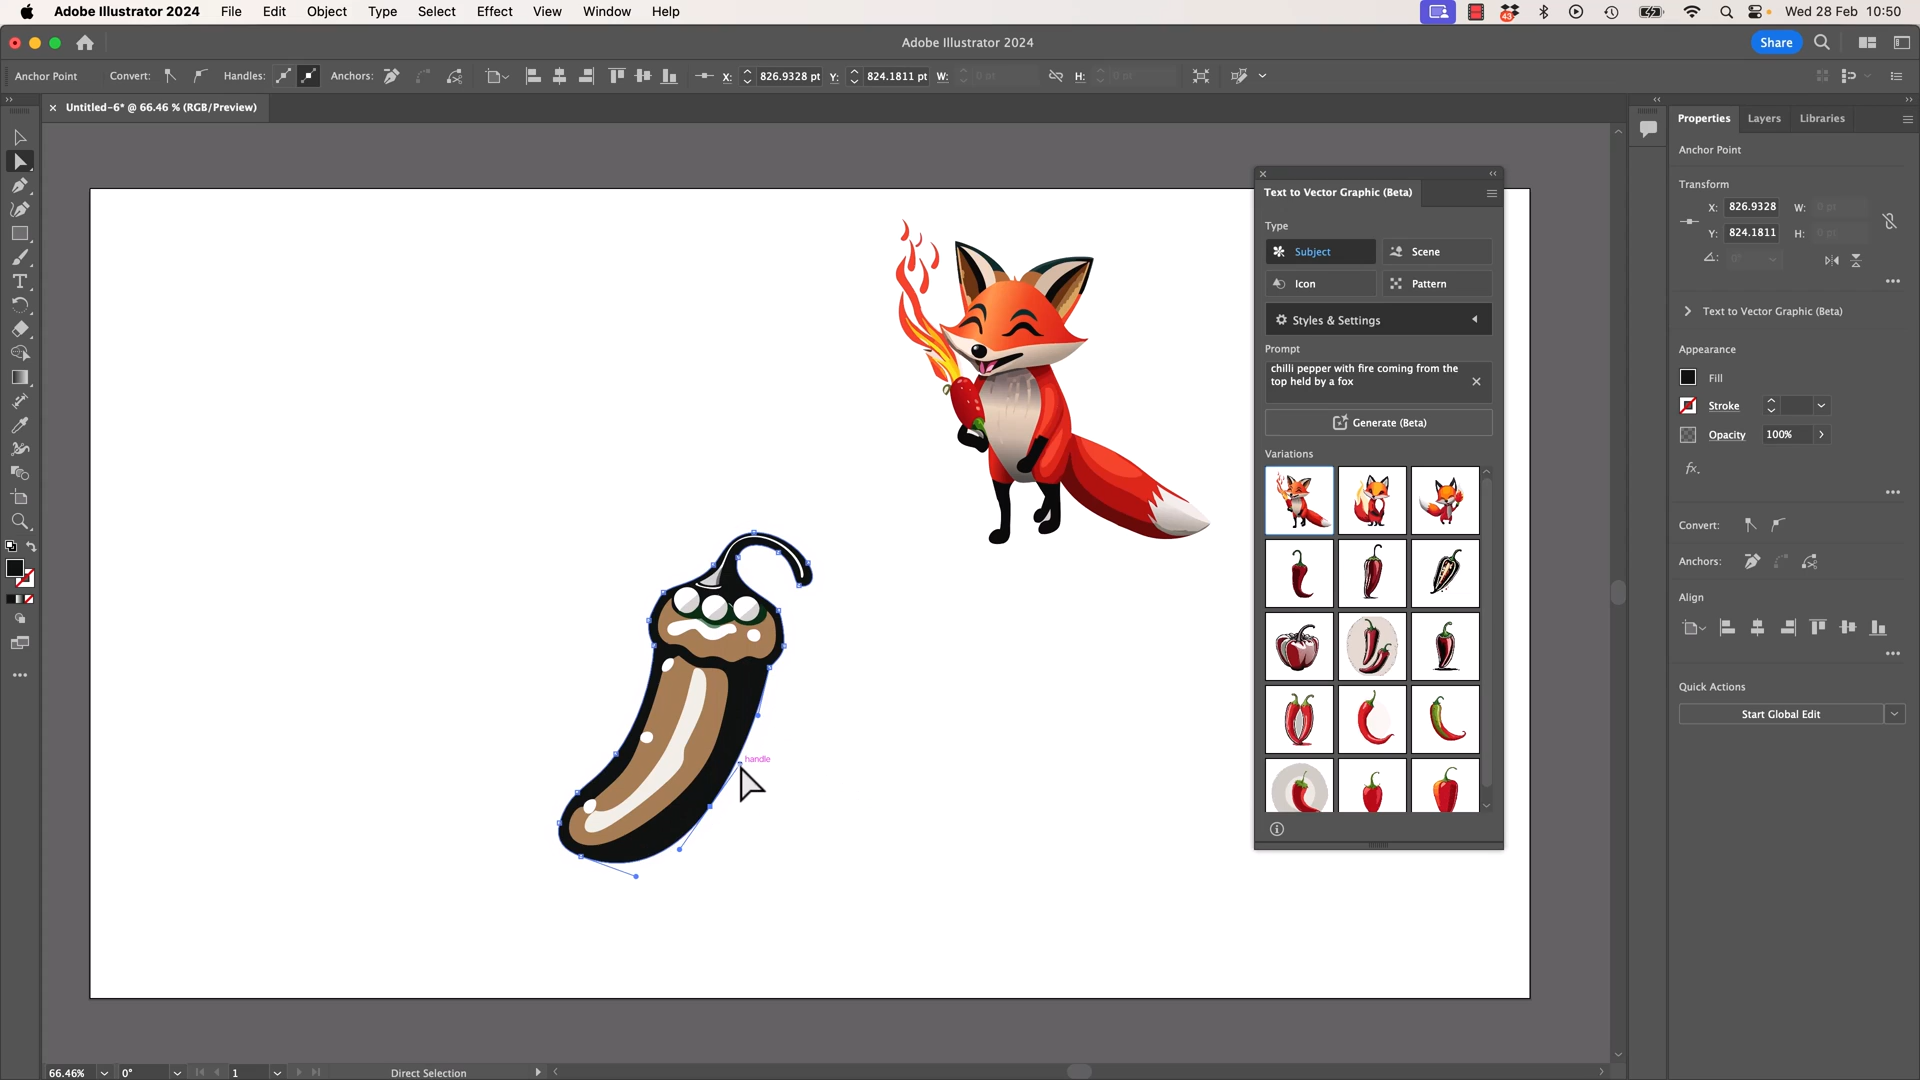 Adobe Illustrator 2024 File Edit Object Type Select Effect View Window Help 43 Wed 28 Feb 10:50
Adobe Illustrator 2024 Share
Anchor Point Convert: Handles: Anchors: X: 826.9328 pt Y: 824.1811 pt W: 0 pt H: 0 pt
Untitled-6* @ 66.46 % (RGB/Preview)
handle
Text to Vector Graphic (Beta)
Type
Subject Scene
Icon Pattern
Styles & Settings
Prompt
chilli pepper with fire coming from the
top held by a fox
Generate (Beta)
Variations
Properties Layers Libraries
Anchor Point
Transform
X: 826.9328 W: 0 pt
Y: 824.1811 H: 0 pt
0°
Text to Vector Graphic (Beta)
Appearance
Fill
Stroke
Opacity 100%
fx.
Convert:
Anchors:
Align
Quick Actions
Start Global Edit
66.46% 0° 1 Direct Selection